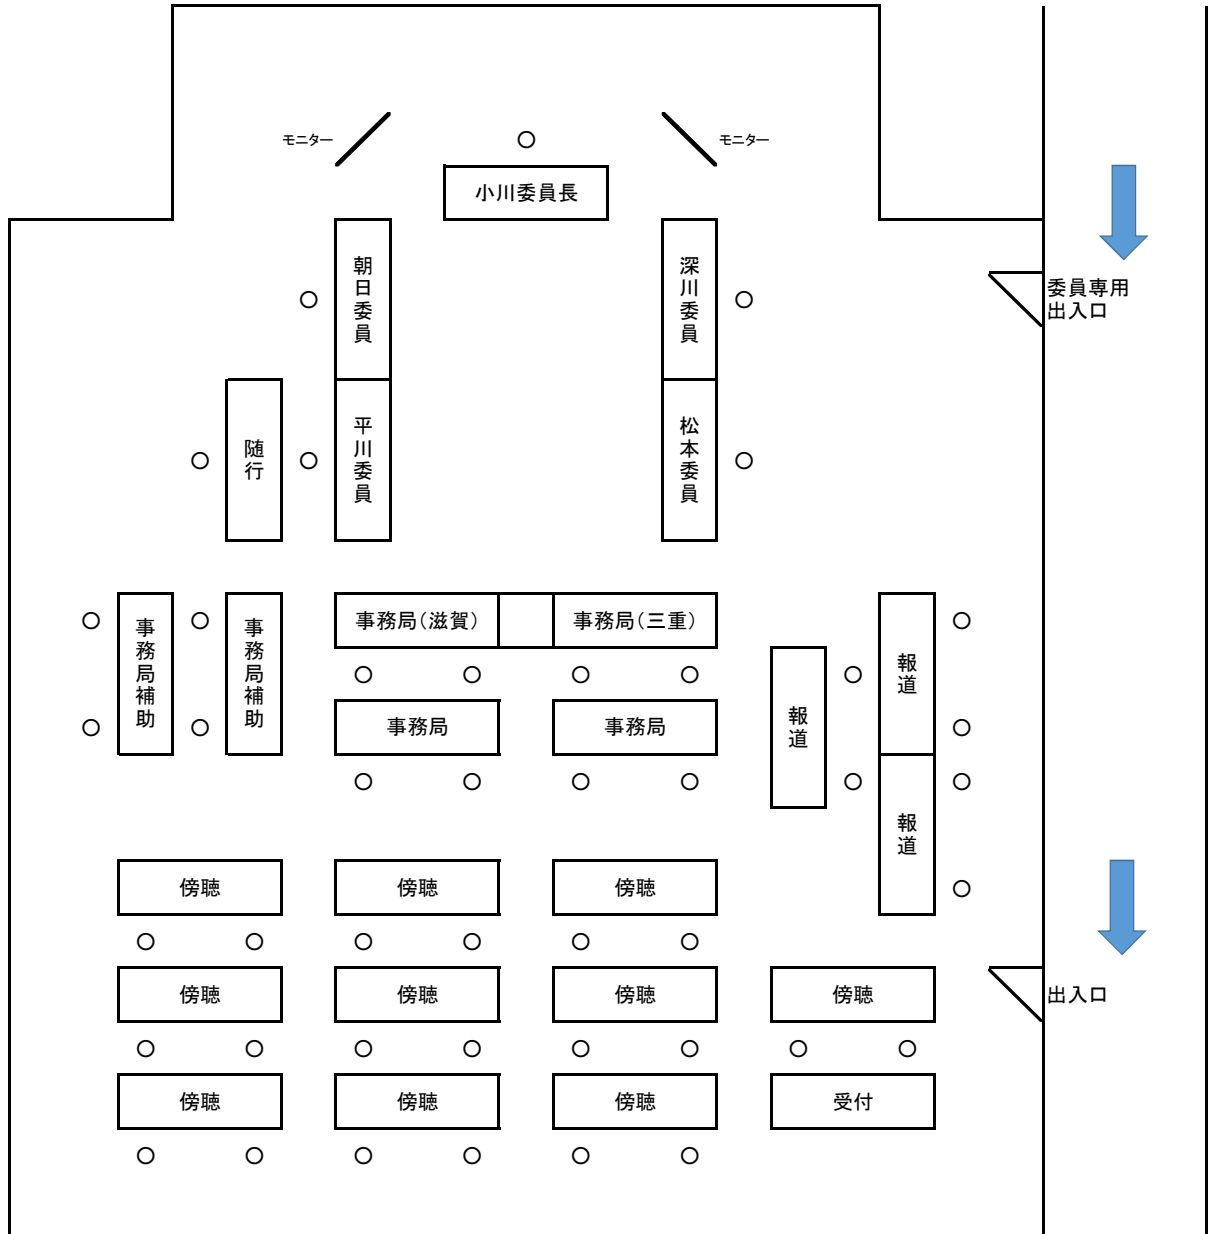 モニター
モニター
小川委員長
朝日委員
深川委員
委員専用
出入口
随行
平川委員
松本委員
事務局補助
事務局補助
事務局（滋賀）
事務局（三重）
報道
報道
事務局
事務局
報道
傍聴
傍聴
傍聴
傍聴
傍聴
傍聴
傍聴
出入口
傍聴
傍聴
傍聴
受付